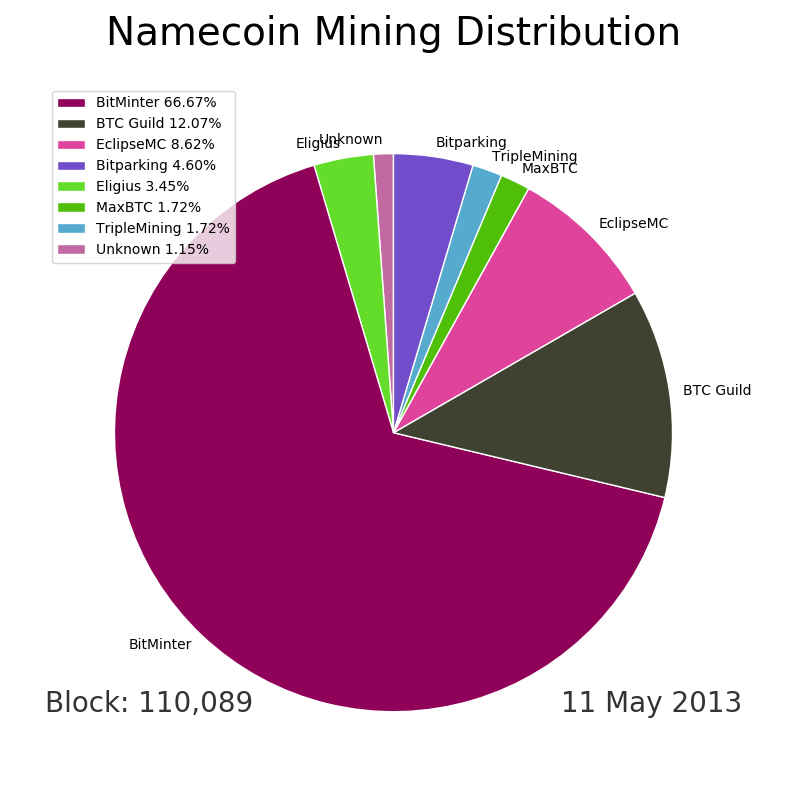 Namecoin Mining Distribution
BitMinter 66.67%
BTC Guild 12.07%
EclipseMC 8.62%
Bitparking 4.60%
Eligius 3.45%
MaxBTC 1.72%
TripleMining 1.72%
Unknown 1.15%
Eligius
Unknown
Bitparking
TripleMining
MaxBTC
EclipseMC
BTC Guild
BitMinter
Block: 110,089
11 May 2013